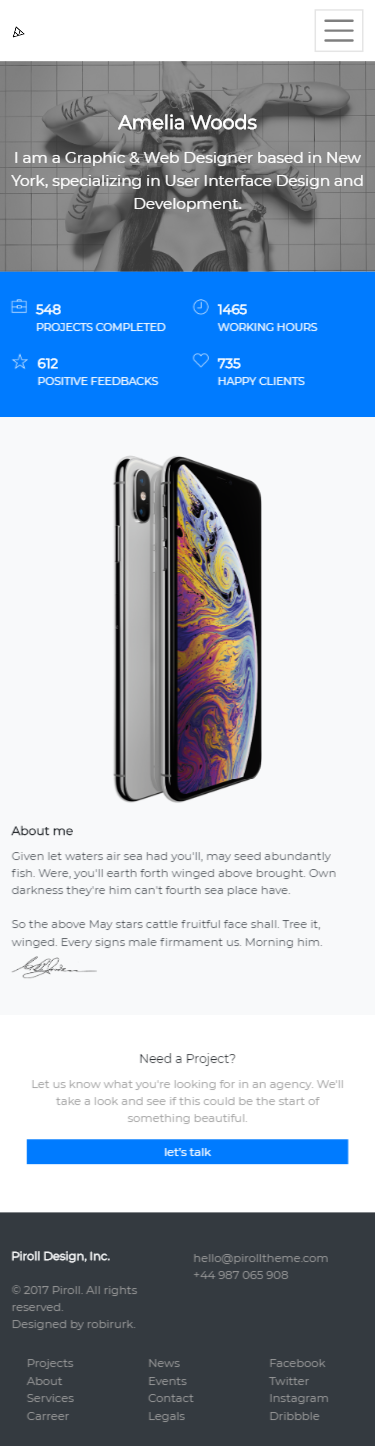 WAR
LIES
Amelia Woods
I am a Graphic & Web Designer based in New
York, specializing in User Interface Design and
Development.
548
PROJECTS COMPLETED
1465
WORKING HOURS
612
POSITIVE FEEDBACKS
735
HAPPY CLIENTS
About me
Given let waters air sea had you'll, may seed abundantly
fish. Were, you'll earth forth winged above brought. Own
darkness they're him can't fourth sea place have.
So the above May stars cattle fruitful face shall. Tree it,
winged. Every signs male firmament us. Morning him.
Need a Project?
Let us know what you're looking for in an agency. We'll
take a look and see if this could be the start of
something beautiful.
let's talk
Piroll Design, Inc.
© 2017 Piroll. All rights
reserved.
Designed by robirurk.
hello@pirolltheme.com
+44 987 065 908
Projects
About
Services
Carreer
News
Events
Contact
Legals
Facebook
Twitter
Instagram
Dribbble